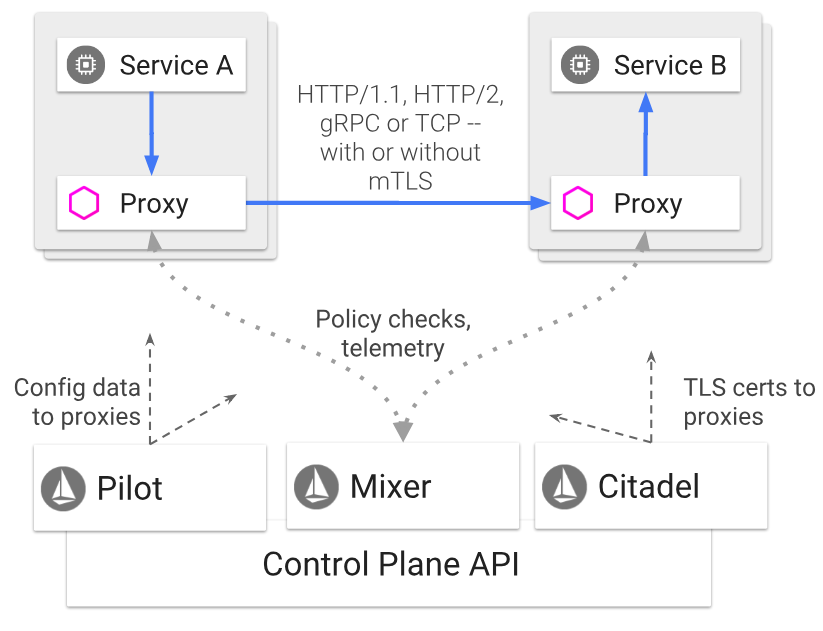 Service A
Service B
HTTP/1.1, HTTP/2,
gRPC or TCP --
with or without
mTLS
Proxy
Proxy
Policy checks,
telemetry
Config data
to proxies
TLS certs to
proxies
Pilot
Mixer
Citadel
Control Plane API